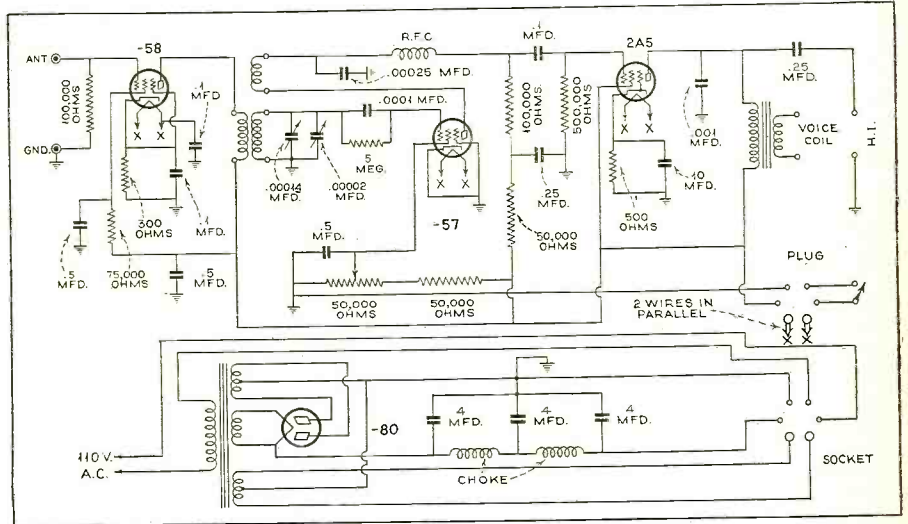 ANT
GND.
100,000
OHMS
-58
.1
MFD
300
OHMS
.1
MFD.
.5
MFD.
75,000
OHMS
.5
MFD.
R.F.C
.00025 MFD.
.0001 MFD.
.00014
MFD.
.00002
MFD.
5
MEG.
-57
.5
MFD.
50,000
OHMS
50,000
OHMS
.1
MFD.
100,000
OHMS
500,000
OHMS
.25
MFD.
50,000
OHMS
2A5
.001
MFD.
10
MFD.
500
OHMS
.25
MFD.
VOICE
COIL
H.I.
PLUG
2 WIRES IN
PARALLEL
X X
X X
X X
X X
110 V.
A.C.
-80
4
MFD.
4
MFD.
4
MFD.
CHOKE
SOCKET